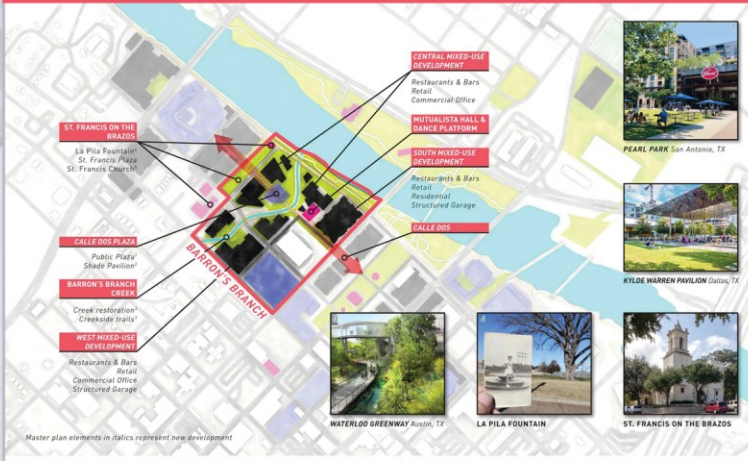 CENTRAL MIXED-USE
DEVELOPMENT
Restaurants & Bars
Retail
Commercial Office
MUTUALISTA HALL &
DANCE PLATFORM
SOUTH MIXED-USE
DEVELOPMENT
Restaurants & Bars
Retail
Residential
Structured Garage
CALLE DOS
ST. FRANCIS ON THE
BRAZOS
La Pila Fountain
St. Francis Plaza
St. Francis Church
CALLE DOS PLAZA
Public Plaza
Shade Pavilion
BARRON'S BRANCH
CREEK
Creek restoration
Creekside trails
WEST MIXED-USE
DEVELOPMENT
Restaurants & Bars
Retail
Commercial Office
Structured Garage
BARRON'S BRANCH
Master plan elements in italics represent new development
PEARL PARK San Antonio, TX
KYLDE WARREN PAVILION Dallas, TX
WATERLOO GREENWAY Austin, TX
LA PILA FOUNTAIN
ST. FRANCIS ON THE BRAZOS